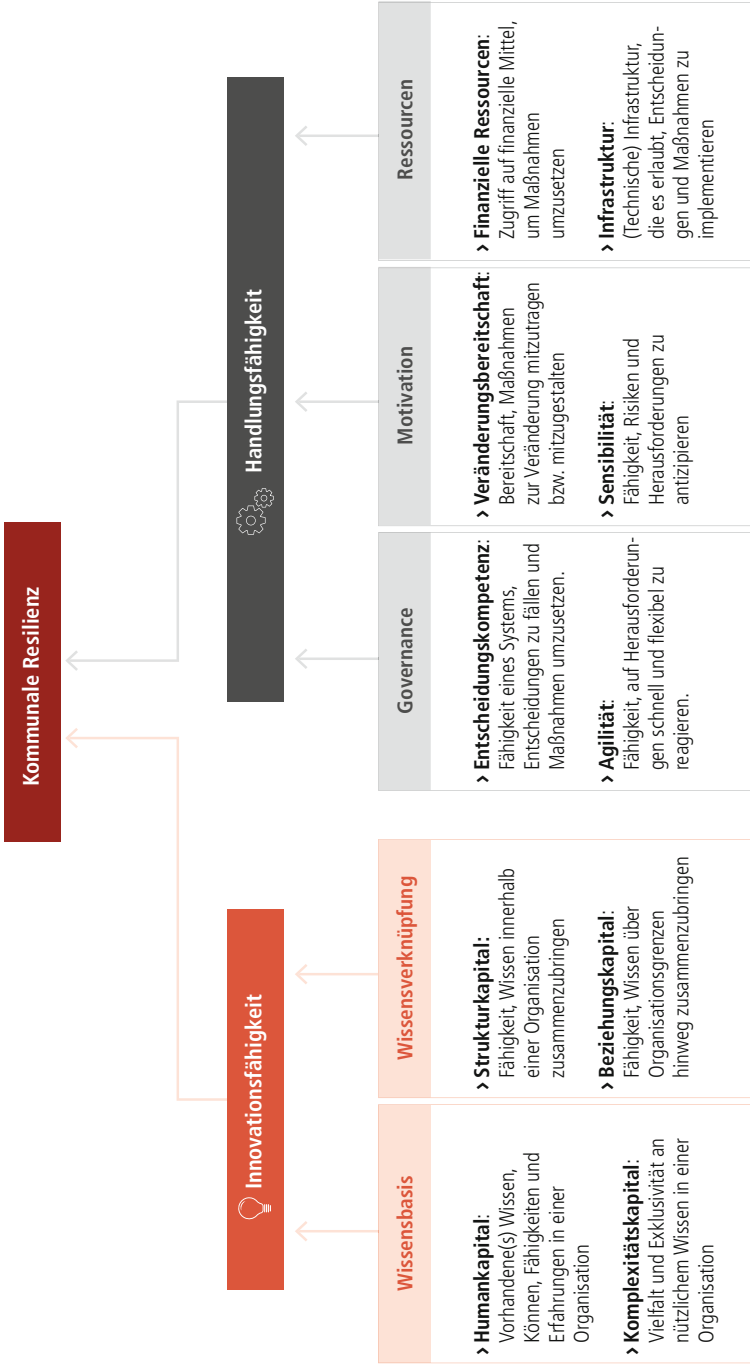 Kommunale Resilienz
Innovationsfähigkeit
Handlungsfähigkeit
Wissensbasis
› Humankapital:
Vorhandene(s) Wissen,
Können, Fähigkeiten und
Erfahrungen in einer
Organisation
› Komplexitätskapital:
Vielfalt und Exklusivität an
nützlichem Wissen in einer
Organisation
Wissensverknüpfung
› Strukturkapital:
Fähigkeit, Wissen innerhalb
einer Organisation
zusammenzubringen
› Beziehungskapital:
Fähigkeit, Wissen über
Organisationsgrenzen
hinweg zusammenzubringen
Governance
› Entscheidungskompetenz:
Fähigkeit eines Systems,
Entscheidungen zu fällen und
Maßnahmen umzusetzen.
› Agilität:
Fähigkeit, auf Herausforderun-
gen schnell und flexibel zu
reagieren.
Motivation
› Veränderungsbereitschaft:
Bereitschaft, Maßnahmen
zur Veränderung mitzutragen
bzw. mitzugestalten
› Sensibilität:
Fähigkeit, Risiken und
Herausforderungen zu
antizipieren
Ressourcen
› Finanzielle Ressourcen:
Zugriff auf finanzielle Mittel,
um Maßnahmen
umzusetzen
› Infrastruktur:
(Technische) Infrastruktur,
die es erlaubt, Entscheidun-
gen und Maßnahmen zu
implementieren